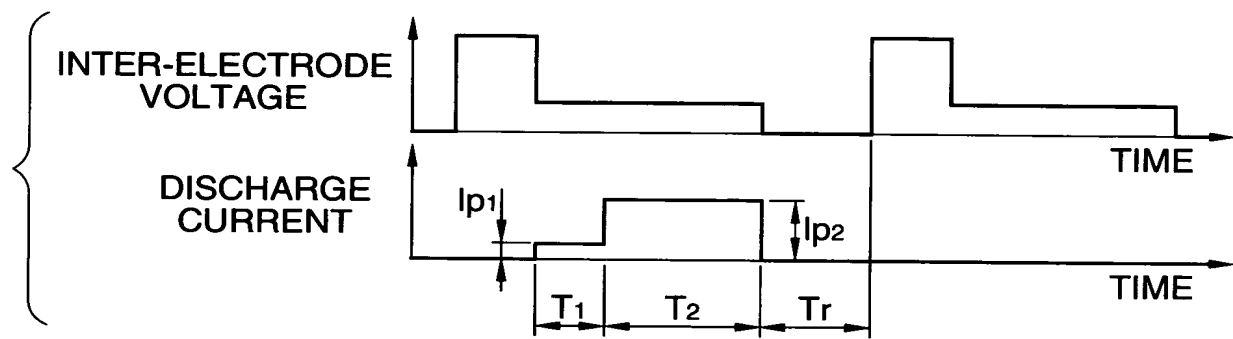 INTER-ELECTRODE
VOLTAGE
TIME
DISCHARGE
CURRENT
Ip1
Ip2
TIME
T1
T2
Tr